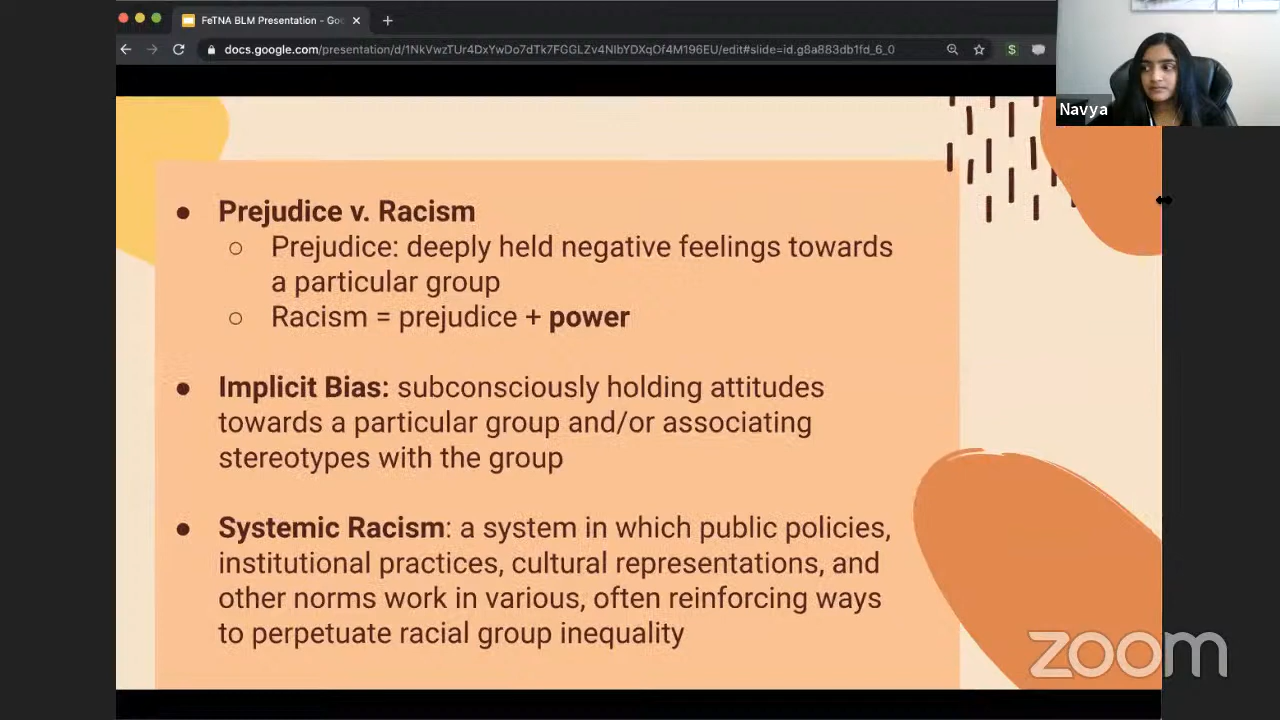 FeTNA BLM Presentation - Goo
docs.google.com/presentation/d/1NkVwzTUr4DxYwDo7dTk7FGGLZv4NIbYDXqOf4M196EU/edit#slide=id.g8a883db1fd_6_0
Navya
● Prejudice v. Racism
○ Prejudice: deeply held negative feelings towards
a particular group
○ Racism = prejudice + power
● Implicit Bias: subconsciously holding attitudes
towards a particular group and/or associating
stereotypes with the group
● Systemic Racism: a system in which public policies,
institutional practices, cultural representations, and
other norms work in various, often reinforcing ways
to perpetuate racial group inequality
zoom